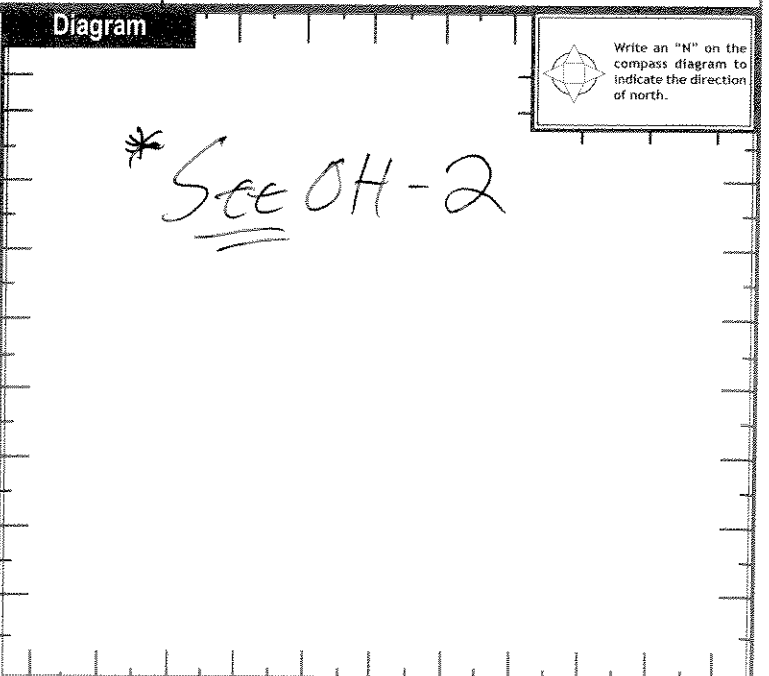 Diagram
Write an "N" on the
compass diagram to
indicate the direction
of north.
* SEE OH-2